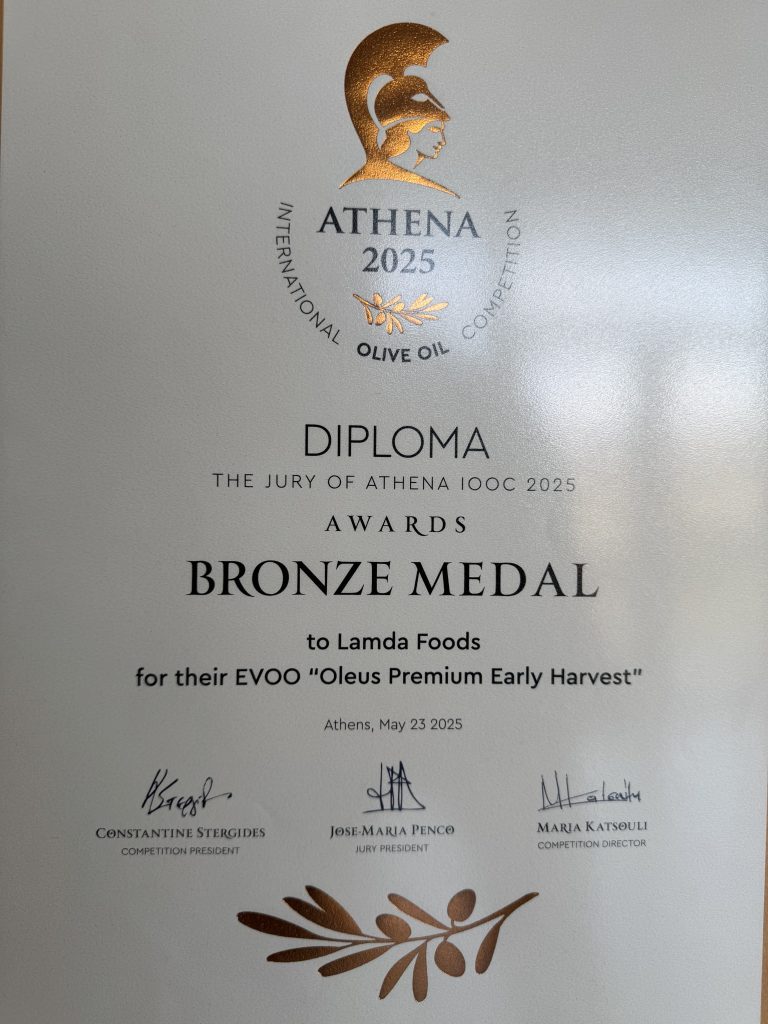 ATHENA
2025
INTERNATIONAL OLIVE OIL COMPETITION
DIPLOMA
THE JURY OF ATHENA IOOC 2025
AWARDS
BRONZE MEDAL
to Lamda Foods
for their EVOO “Oleus Premium Early Harvest”
Athens, May 23 2025
CONSTANTINE STERGIDES
COMPETITION PRESIDENT
JOSE-MARIA PENCO
JURY PRESIDENT
MARIA KATSOULI
COMPETITION DIRECTOR